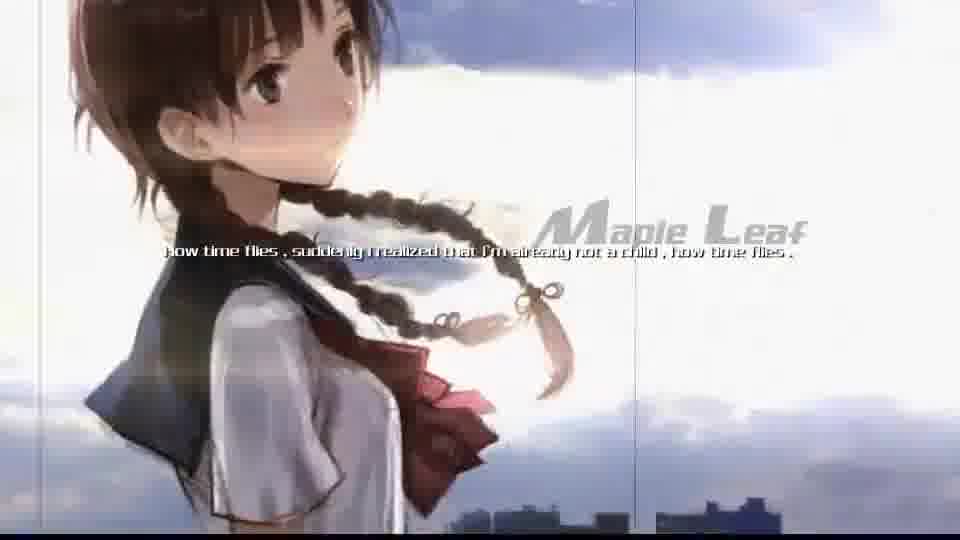 Maple Leaf
how time flies , suddenly I realized that I'm already not a child , how time flies .